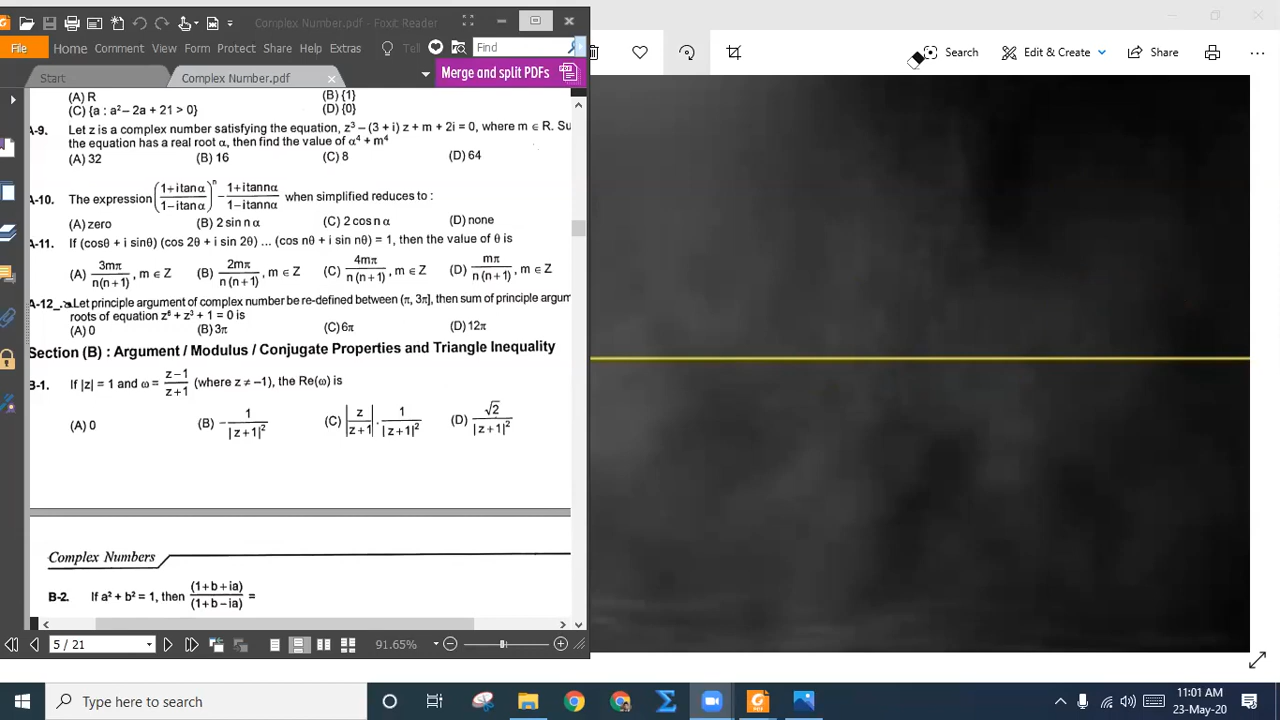 Complex Number.pdf - Foxit Reader
File Home Comment View Form Protect Share Help Extras Tell Find
Start Complex Number.pdf Merge and split PDFs
Search Edit & Create Share
(A) R (B) {1}
(C) {a : a² – 2a + 21 > 0} (D) {0}
A-9. Let z is a complex number satisfying the equation, z³ – (3 + i) z + m + 2i = 0, where m ∈ R. Su
the equation has a real root α, then find the value of α⁴ + m⁴
(A) 32 (B) 16 (C) 8 (D) 64
A-10. The expression ((1+i tanα)/(1–i tanα))ⁿ – (1+i tan nα)/(1–i tan nα) when simplified reduces to :
(A) zero (B) 2 sin n α (C) 2 cos n α (D) none
A-11. If (cosθ + i sinθ) (cos 2θ + i sin 2θ) ... (cos nθ + i sin nθ) = 1, then the value of θ is
(A) 3mπ/(n(n+1)), m ∈ Z (B) 2mπ/(n(n+1)), m ∈ Z (C) 4mπ/(n(n+1)), m ∈ Z (D) mπ/(n(n+1)), m ∈ Z
A-12. Let principle argument of complex number be re-defined between (π, 3π], then sum of principle argum
roots of equation z⁶ + z³ + 1 = 0 is
(A) 0 (B) 3π (C) 6π (D) 12π
Section (B) : Argument / Modulus / Conjugate Properties and Triangle Inequality
B-1. If |z| = 1 and ω = (z–1)/(z+1) (where z ≠ –1), the Re(ω) is
(A) 0 (B) –1/|z+1|² (C) |z/(z+1)| . 1/|z+1|² (D) √2/|z+1|²
Complex Numbers
B-2. If a² + b² = 1, then (1+b+ia)/(1+b–ia) =
5 / 21 91.65%
Type here to search
11:01 AM
23-May-20